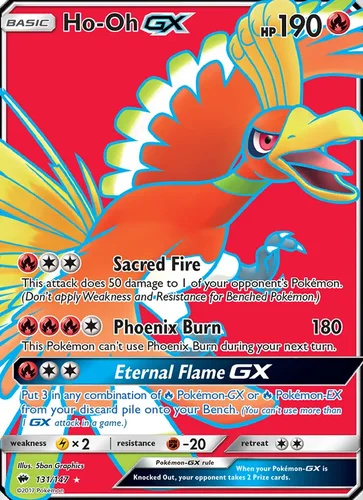 BASIC Ho-Oh GX HP 190
Sacred Fire
This attack does 50 damage to 1 of your opponent's Pokémon.
(Don't apply Weakness and Resistance for Benched Pokémon.)
Phoenix Burn 180
This Pokémon can't use Phoenix Burn during your next turn.
Eternal Flame GX
Put 3 in any combination of Pokémon-GX or Pokémon-EX
from your discard pile onto your Bench. (You can't use more than
1 GX attack in a game.)
weakness ×2 resistance -20 retreat
Illus. 5ban Graphics
131/147
©2017 Pokémon
Pokémon-GX rule
When your Pokémon-GX is
Knocked Out, your opponent takes 2 Prize cards.